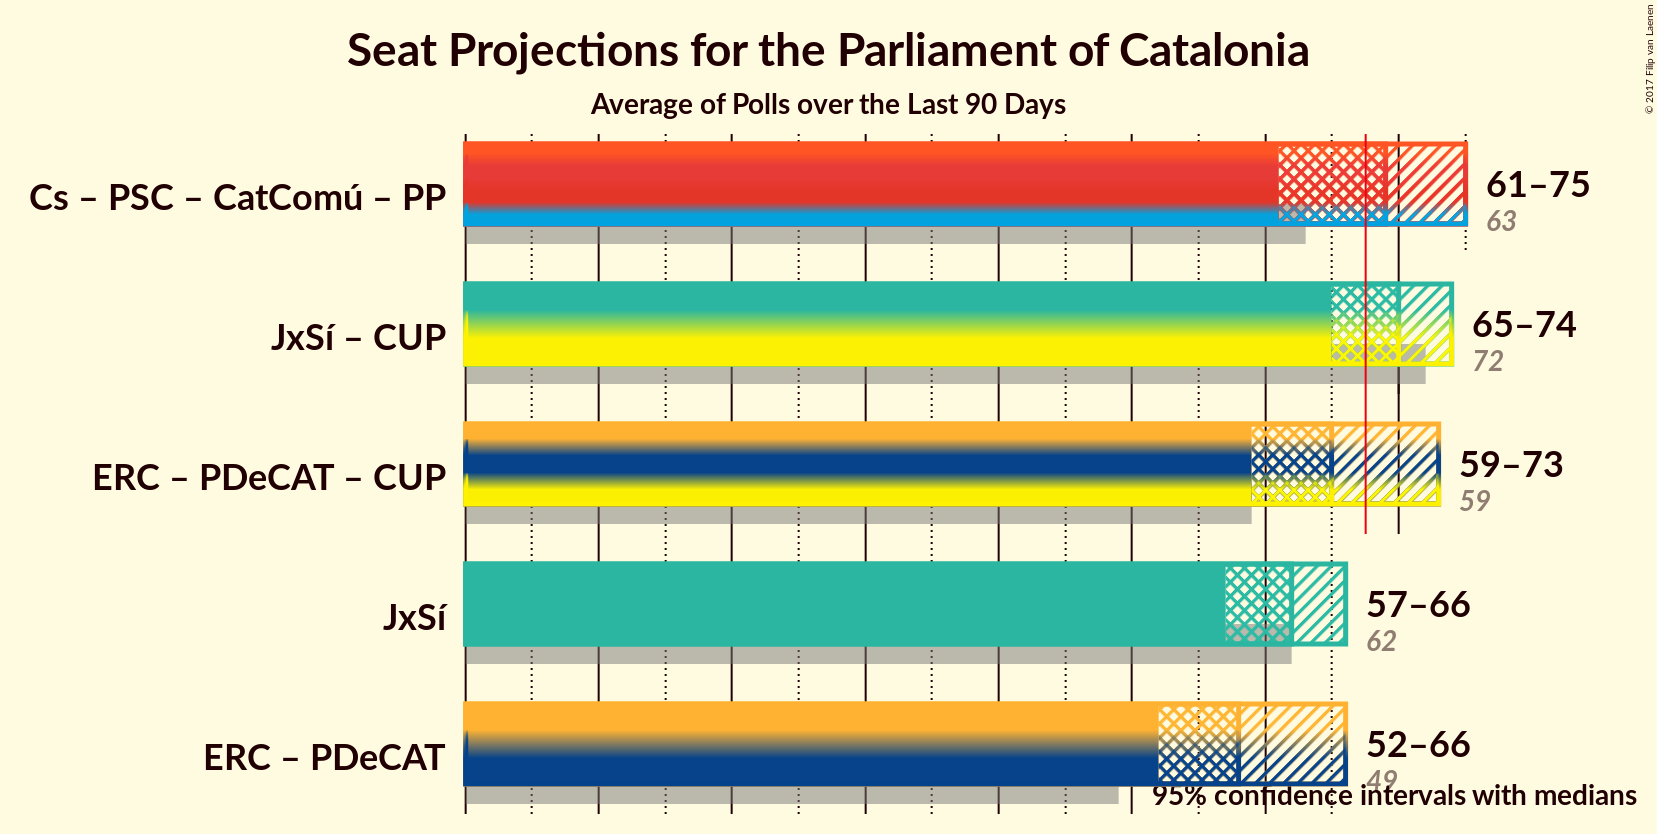 Seat Projections for the Parliament of Catalonia
Average of Polls over the Last 90 Days
© 2017 Filip van Laenen
Cs – PSC – CatComú – PP
61–75
63
JxSí – CUP
65–74
72
ERC – PDeCAT – CUP
59–73
59
JxSí
57–66
62
ERC – PDeCAT
52–66
49
95% confidence intervals with medians